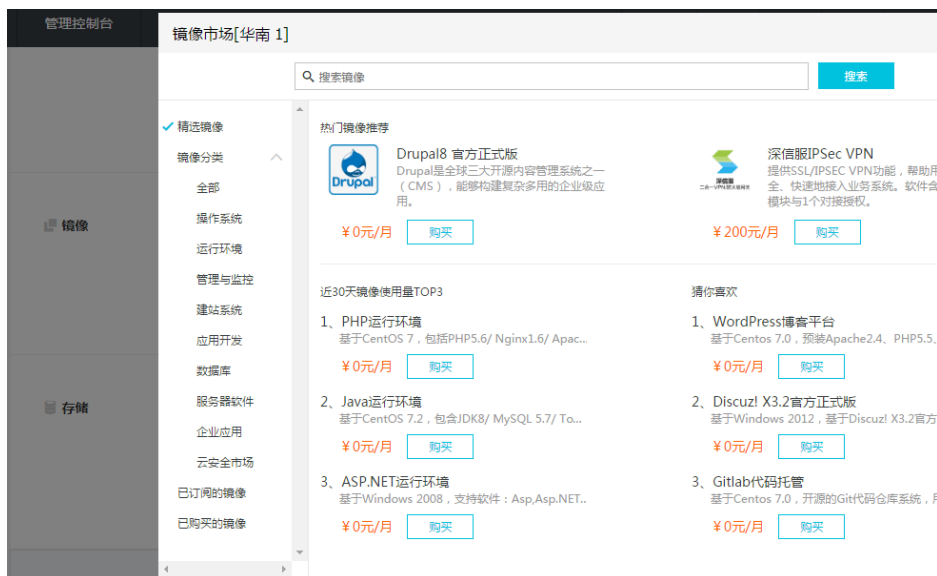 管理控制台
镜像市场[华南 1]
搜索镜像
搜索
精选镜像
镜像分类
全部
操作系统
运行环境
管理与监控
建站系统
应用开发
数据库
服务器软件
企业应用
云安全市场
已订阅的镜像
已购买的镜像
镜像
存储
热门镜像推荐
Drupal
Drupal8 官方正式版
Drupal是全球三大开源内容管理系统之一
（CMS），能够构建复杂多用的企业级应
用。
¥0元/月 购买
深信服
深信服IPSec VPN
提供SSL/IPSEC VPN功能，帮助用
全、快速地接入业务系统。软件含
模块与1个对接授权。
¥200元/月 购买
近30天镜像使用量TOP3
1、PHP运行环境
基于CentOS 7，包括PHP5.6/ Nginx1.6/ Apac...
¥0元/月 购买
2、Java运行环境
基于CentOS 7.2，包含JDK8/ MySQL 5.7/ To...
¥0元/月 购买
3、ASP.NET运行环境
基于Windows 2008，支持软件：Asp,Asp.NET..
¥0元/月 购买
猜你喜欢
1、WordPress博客平台
基于Centos 7.0，预装Apache2.4、PHP5.5、
¥0元/月 购买
2、Discuz! X3.2官方正式版
基于Windows 2012，基于Discuz! X3.2官方
¥0元/月 购买
3、Gitlab代码托管
基于Centos 7.0，开源的Git代码仓库系统，
¥0元/月 购买